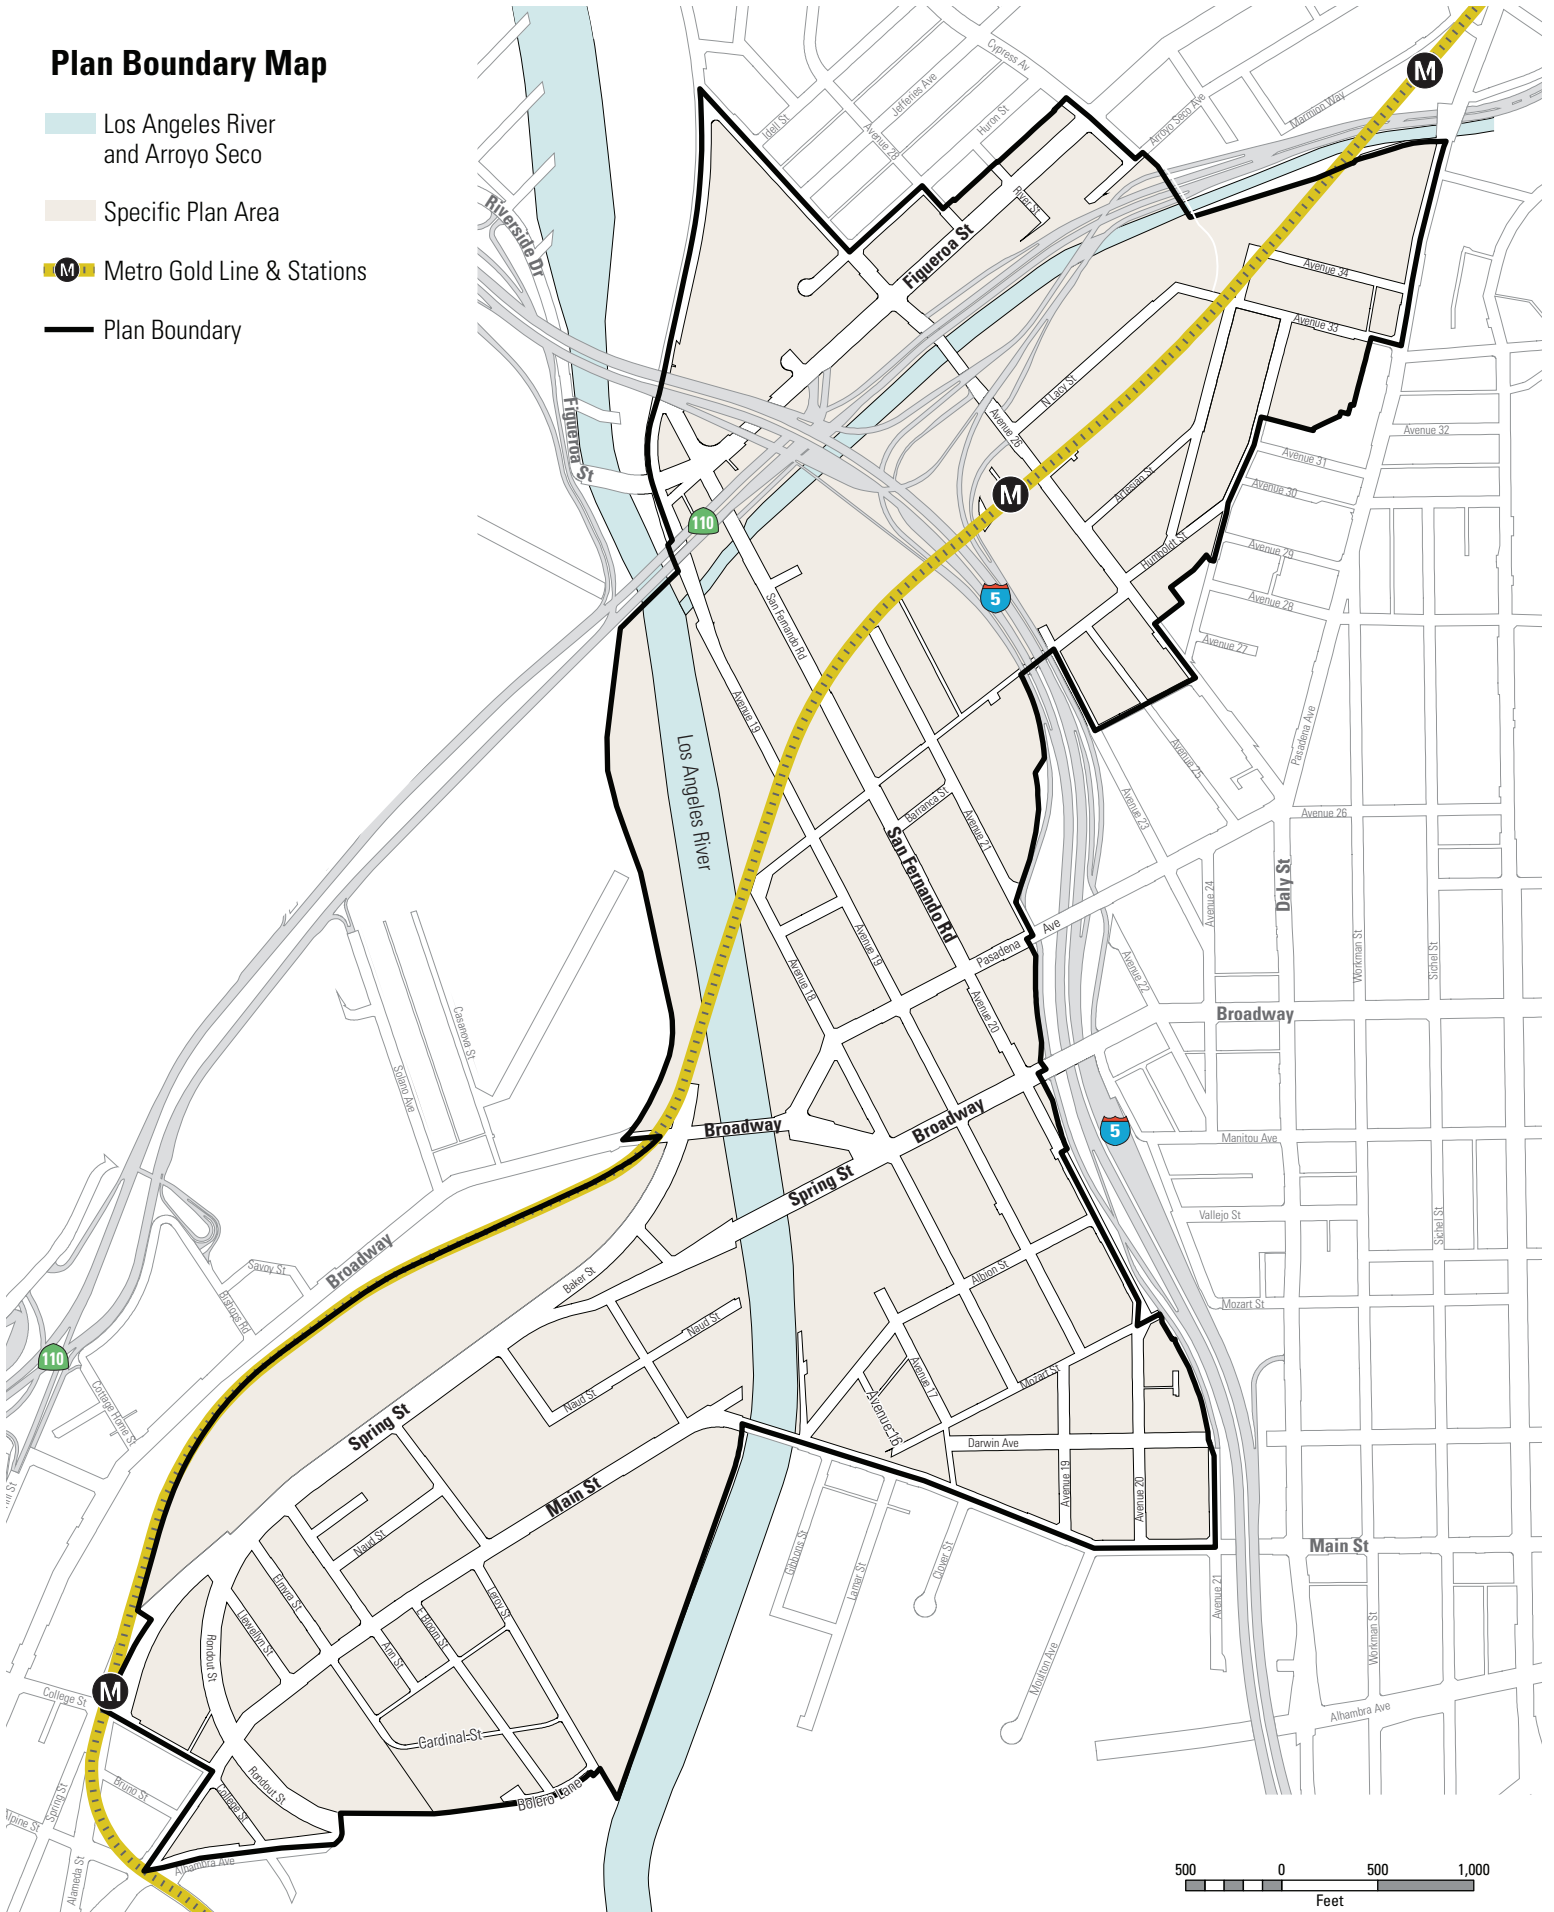 Plan Boundary Map
Los Angeles River
and Arroyo Seco
Specific Plan Area
M
Metro Gold Line & Stations
Plan Boundary
M
Cypress Av
Jefferies Ave
Idell St
Huron St
Avenue 28
Arroyo Seco Ave
Marmion Way
Riverside Dr
River St
Figueroa St
Avenue 34
Avenue 33
Figueroa St
N Lacy St
Avenue 26
Avenue 32
Avenue 31
Avenue 30
Artesian St
M
110
Humboldt St
Avenue 29
5
San Fernando Rd
Avenue 28
Avenue 27
Avenue 19
Pasadena Ave
Los Angeles River
Avenue 25
Barranca St
Avenue 21
Avenue 23
Avenue 26
San Fernando Rd
Daly St
Avenue 24
Pasadena Ave
Avenue 19
Avenue 18
Workman St
Sichel St
Avenue 22
Avenue 20
Broadway
Casanova St
Solano Ave
Broadway
Broadway
5
Manitou Ave
Spring St
Vallejo St
Sichel St
Savoy St
Broadway
Baker St
Albion St
Bishops Rd
Mozart St
Naud St
110
Cottage Home St
Naud St
Avenue 17
Mozart St
Avenue 16
Spring St
Darwin Ave
Avenue 19
Avenue 20
Main St
Naud St
Gibbons St
Lamar St
Clover St
Main St
Elmyra St
Llewellyn St
Leroy St
E Bloom St
Ann St
Rondout St
Avenue 21
Workman St
Moulton Ave
M
College St
Cardinal St
Alhambra Ave
Bruno St
Rondout St
College St
Bolero Lane
Spring St
Alpine St
Alhambra Ave
Alameda St
500 0 500 1,000
Feet